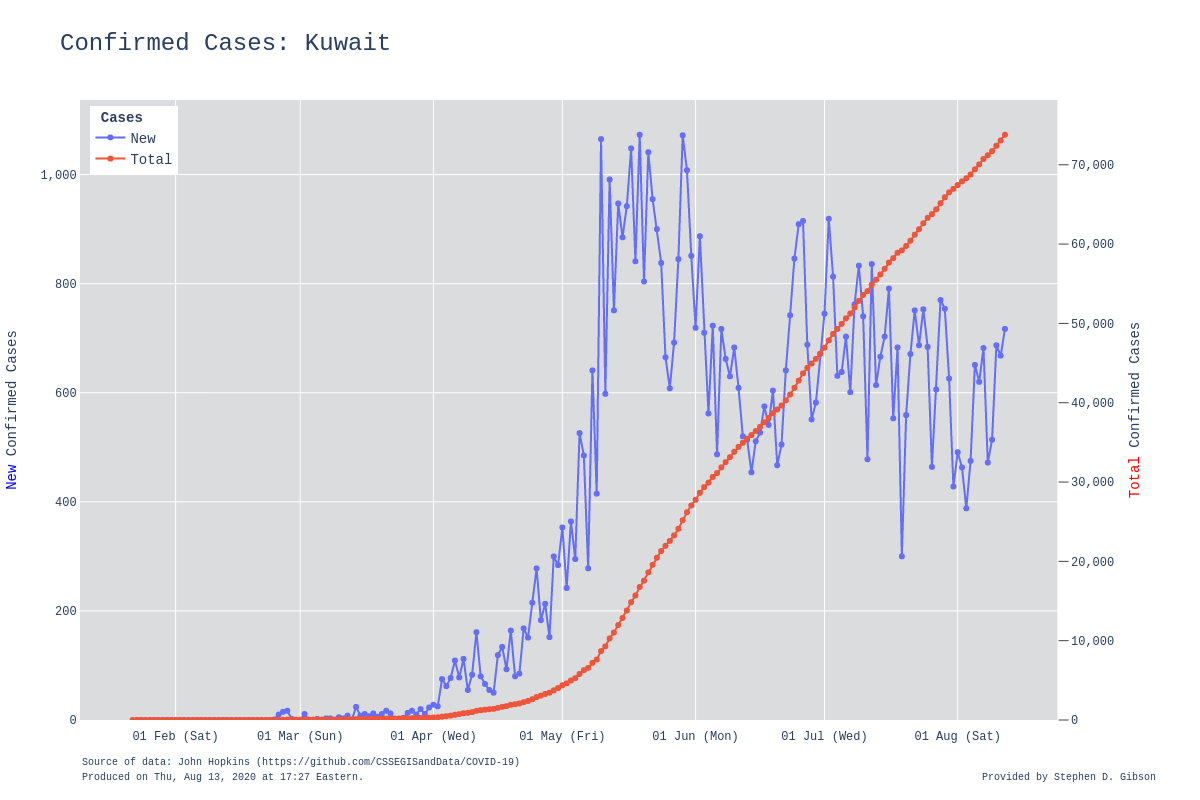 Confirmed Cases: Kuwait
Cases
New
Total
1,000
800
600
400
200
0
New Confirmed Cases
70,000
60,000
50,000
40,000
30,000
20,000
10,000
0
Total Confirmed Cases
01 Feb (Sat)
01 Mar (Sun)
01 Apr (Wed)
01 May (Fri)
01 Jun (Mon)
01 Jul (Wed)
01 Aug (Sat)
Source of data: John Hopkins (https://github.com/CSSEGISandData/COVID-19)
Produced on Thu, Aug 13, 2020 at 17:27 Eastern.
Provided by Stephen D. Gibson